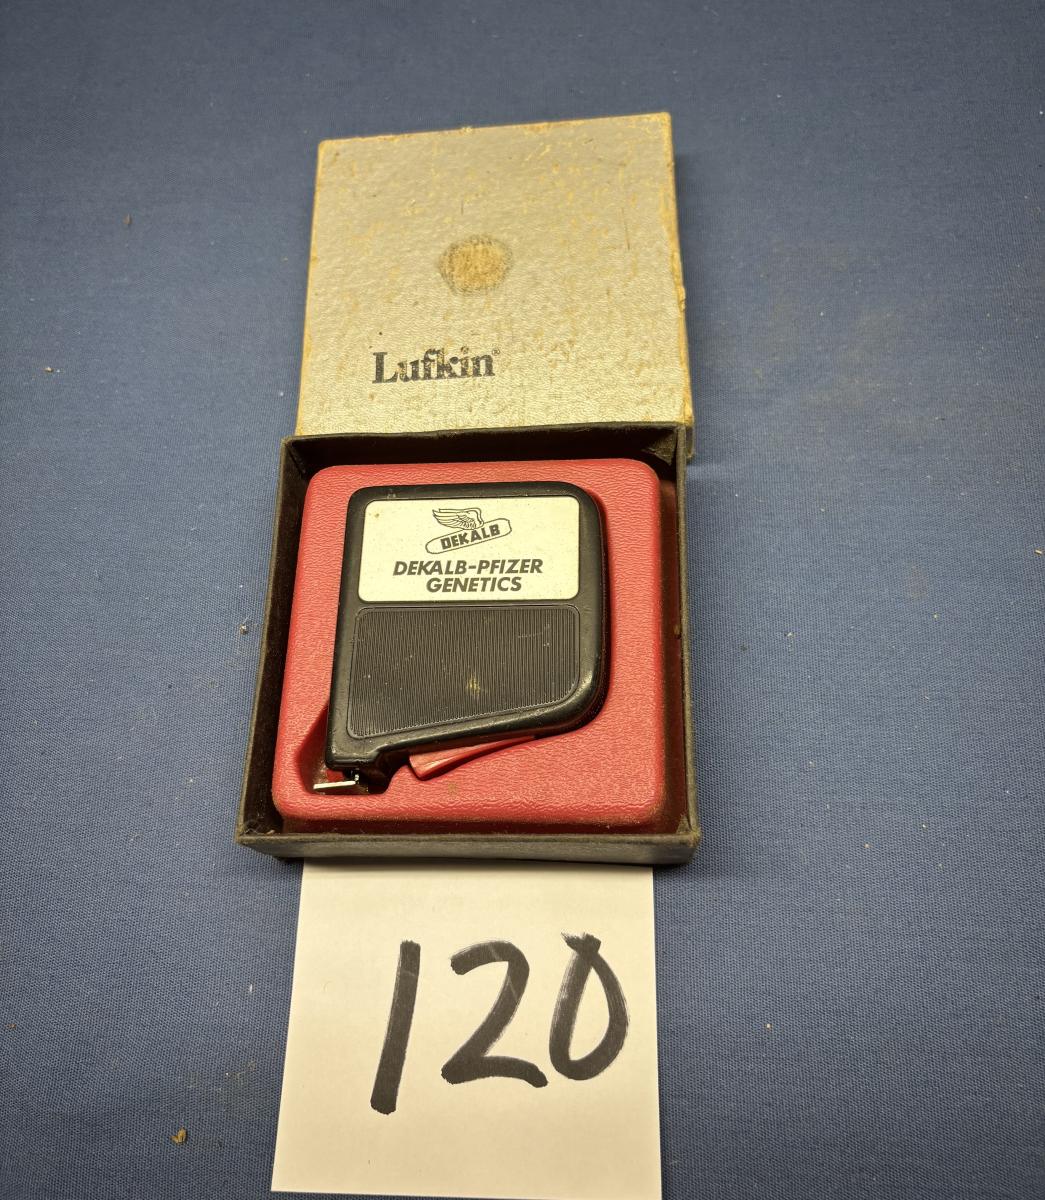 Lufkin®
DEKALB
DEKALB-PFIZER
GENETICS
120